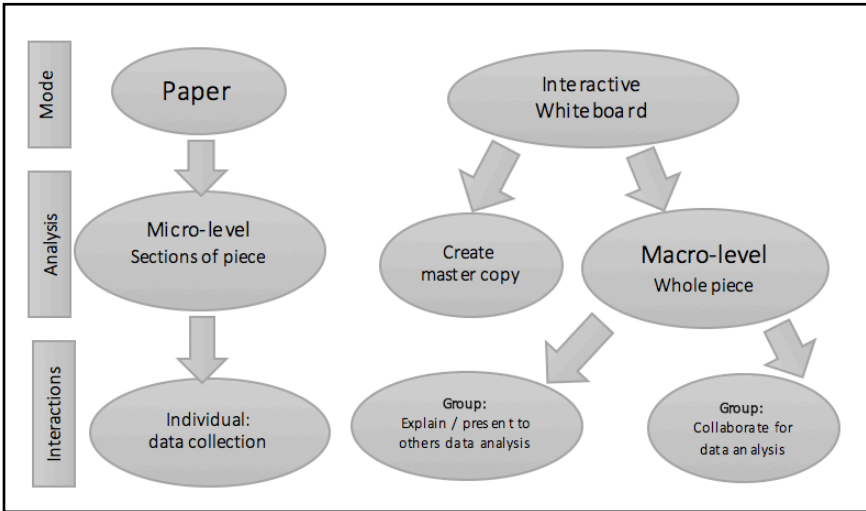 Mode
Paper
Interactive
Whiteboard
Analysis
Micro-level
Sections of piece
Create
master copy
Macro-level
Whole piece
Interactions
Individual:
data collection
Group:
Explain / present to
others data analysis
Group:
Collaborate for
data analysis